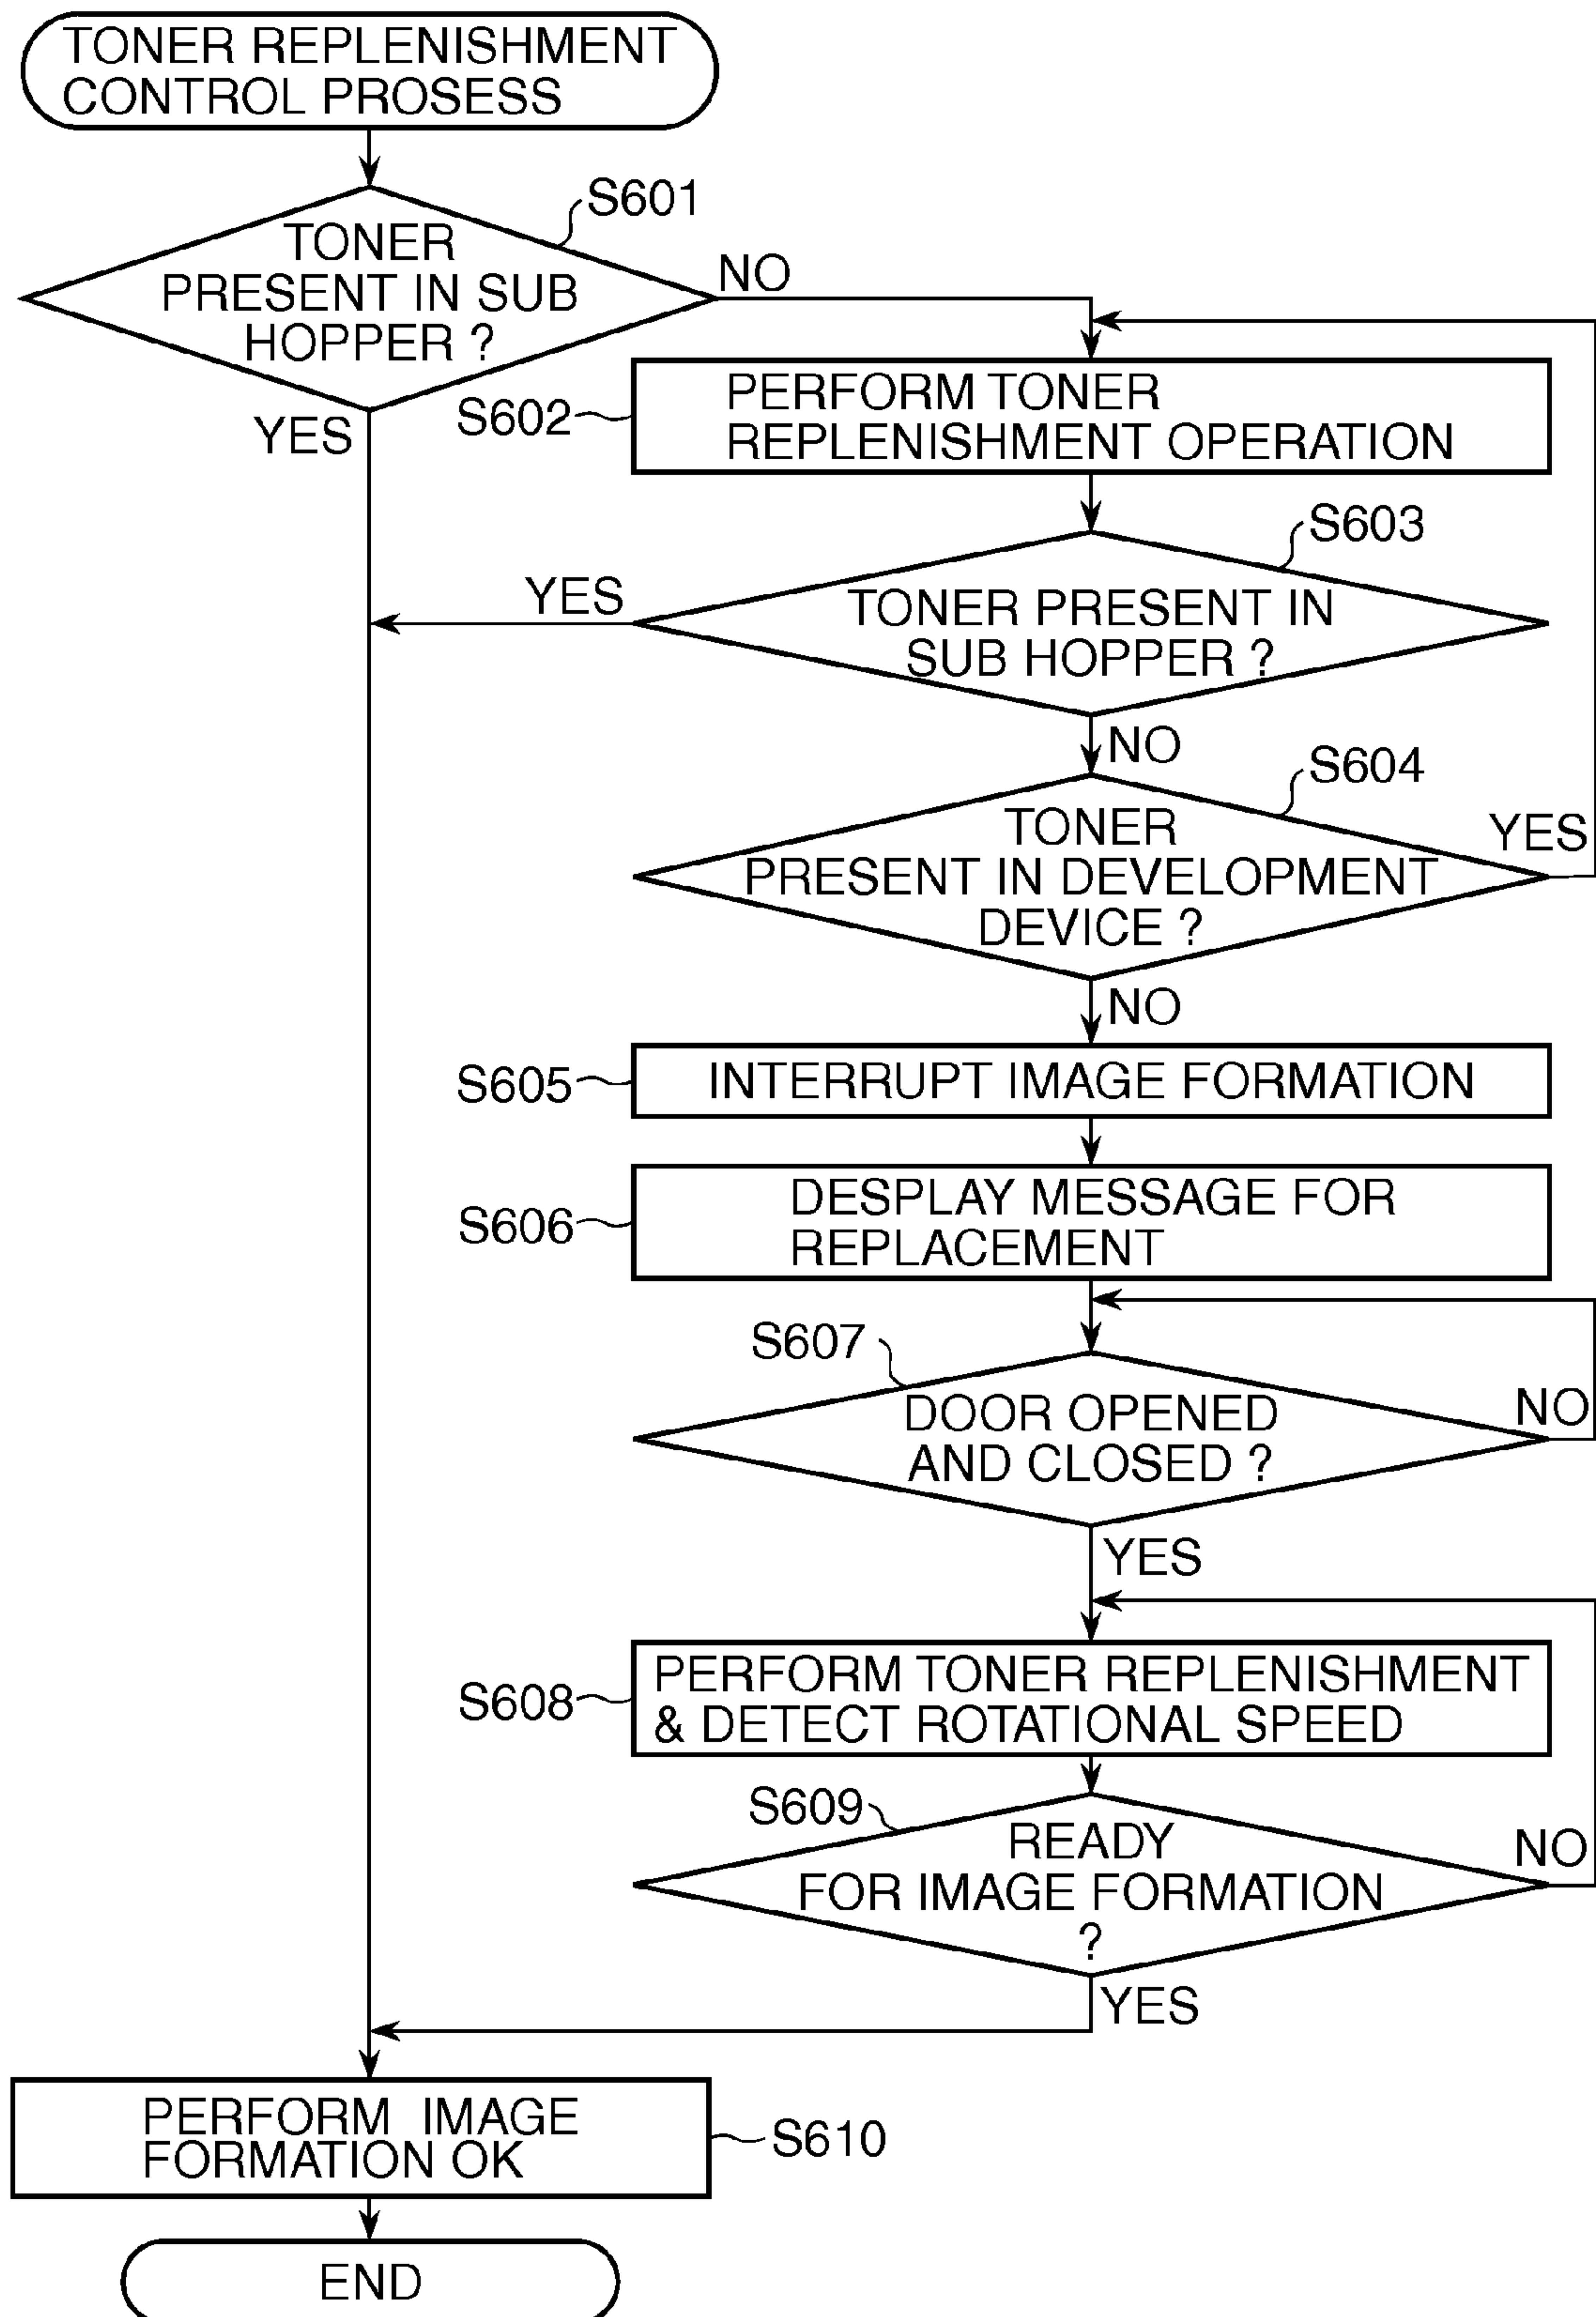 TONER REPLENISHMENT
CONTROL PROSESS
S601
TONER
PRESENT IN SUB
HOPPER ?
NO
YES
S602
PERFORM TONER
REPLENISHMENT OPERATION
S603
YES
TONER PRESENT IN
SUB HOPPER ?
NO
S604
TONER
PRESENT IN DEVELOPMENT
DEVICE ?
YES
NO
S605
INTERRUPT IMAGE FORMATION
S606
DESPLAY MESSAGE FOR
REPLACEMENT
S607
DOOR OPENED
AND CLOSED ?
NO
YES
S608
PERFORM TONER REPLENISHMENT
& DETECT ROTATIONAL SPEED
S609
READY
FOR IMAGE FORMATION
?
NO
YES
PERFORM IMAGE
FORMATION OK
S610
END